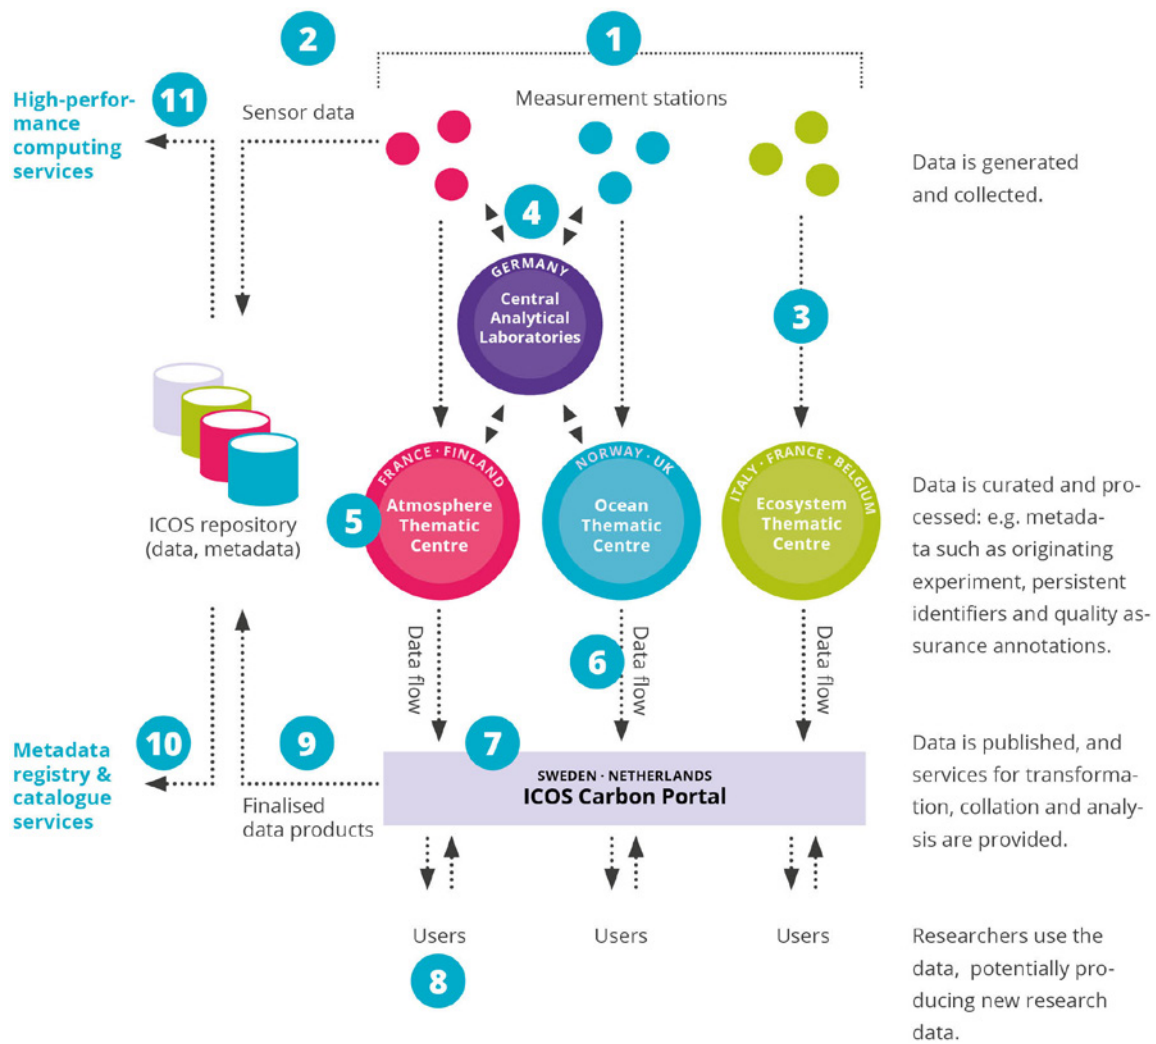 2
1
11
High-perfor-
mance
computing
services
Sensor data
Measurement stations
Data is generated
and collected.
4
GERMANY
Central
Analytical
Laboratories
3
ICOS repository
(data, metadata)
5
FRANCE · FINLAND
Atmosphere
Thematic
Centre
NORWAY · UK
Ocean
Thematic
Centre
ITALY · FRANCE · BELGIUM
Ecosystem
Thematic
Centre
Data is curated and pro-
cessed: e.g. metada-
ta such as originating
experiment, persistent
identifiers and quality as-
surance annotations.
Data flow
6
Data flow
Data flow
10
Metadata
registry &
catalogue
services
9
Finalised
data products
7
SWEDEN · NETHERLANDS
ICOS Carbon Portal
Data is published, and
services for transforma-
tion, collation and analy-
sis are provided.
Users
Users
Users
8
Researchers use the
data, potentially pro-
ducing new research
data.